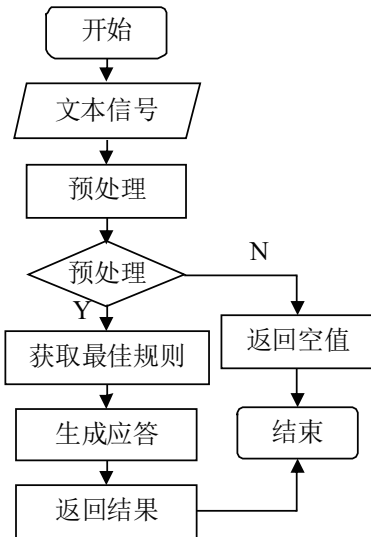 开始
文本信号
预处理
预处理
N
Y
获取最佳规则
返回空值
生成应答
结束
返回结果